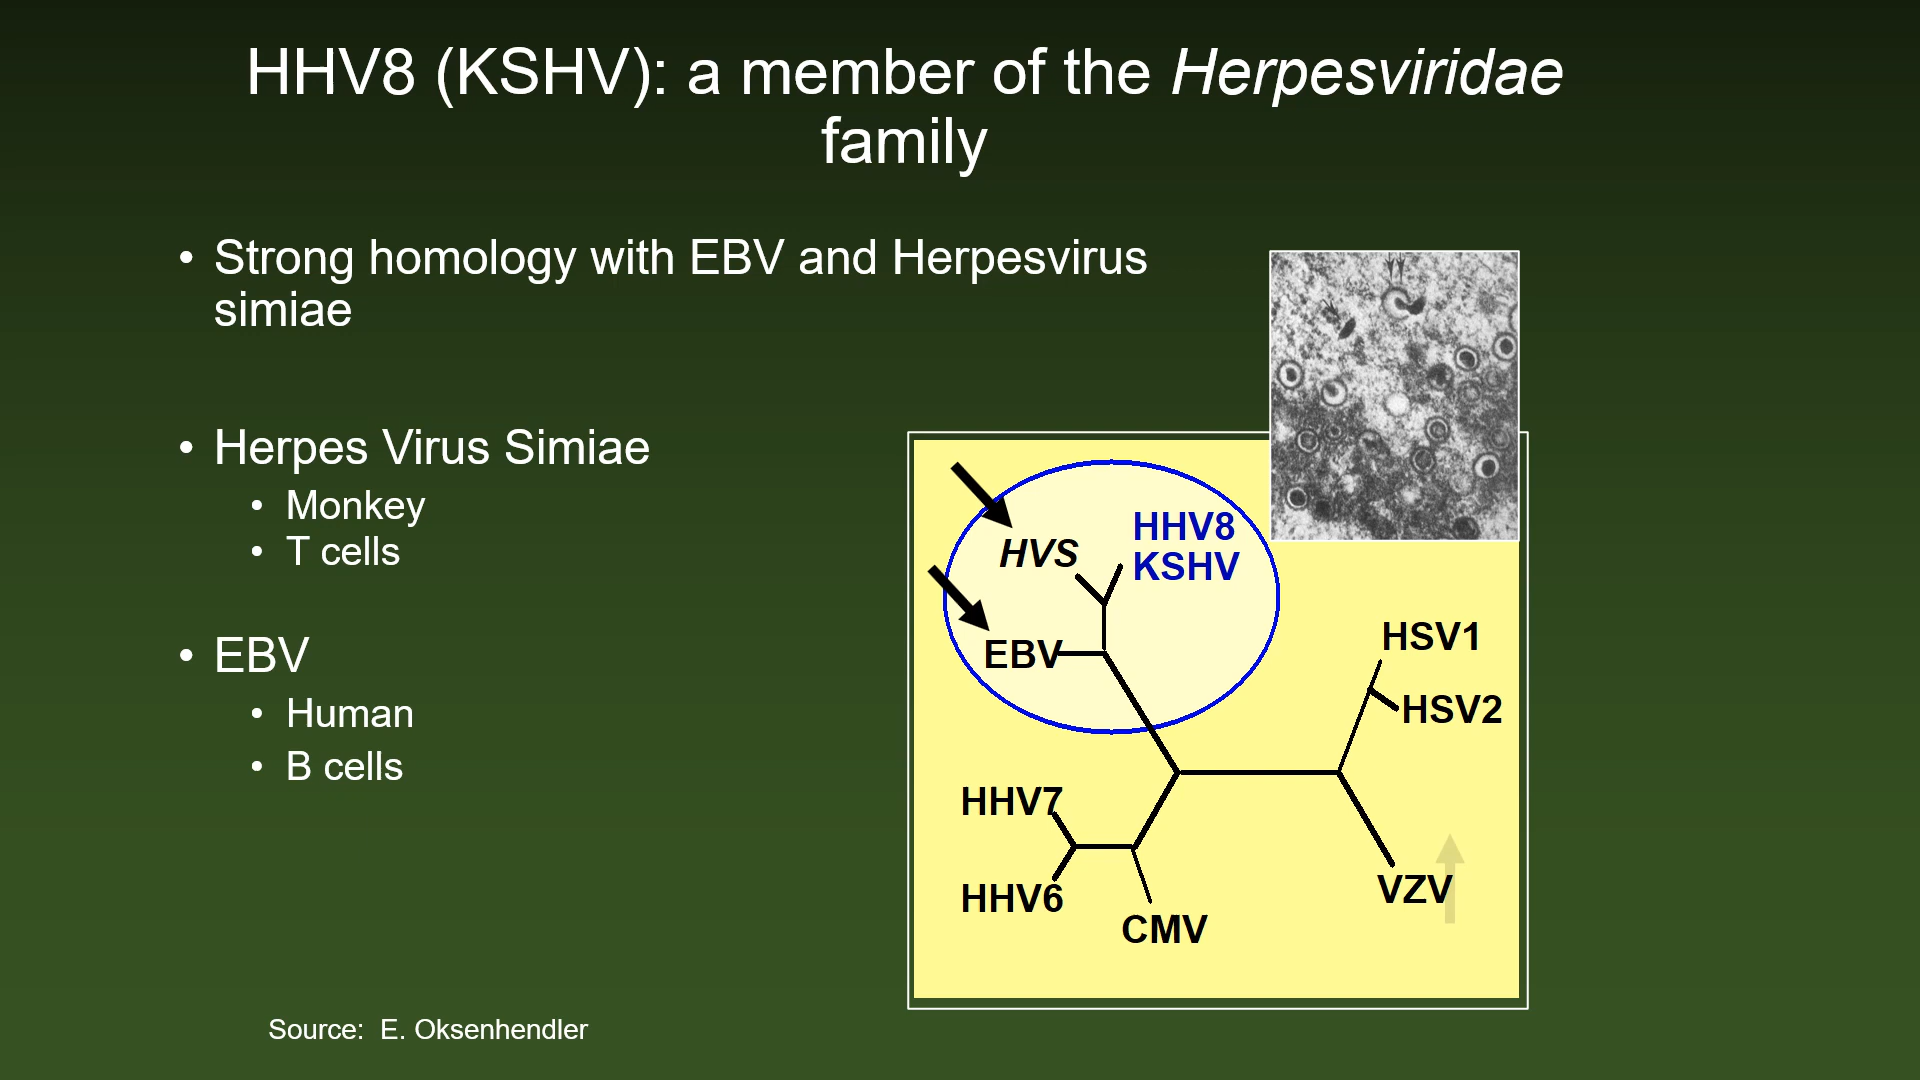 HHV8 (KSHV): a member of the Herpesviridae
family
• Strong homology with EBV and Herpesvirus
simiae
• Herpes Virus Simiae
• Monkey
• T cells
• EBV
• Human
• B cells
HVS
HHV8
KSHV
EBV
HSV1
HSV2
HHV7
HHV6
CMV
VZV
Source: E. Oksenhendler